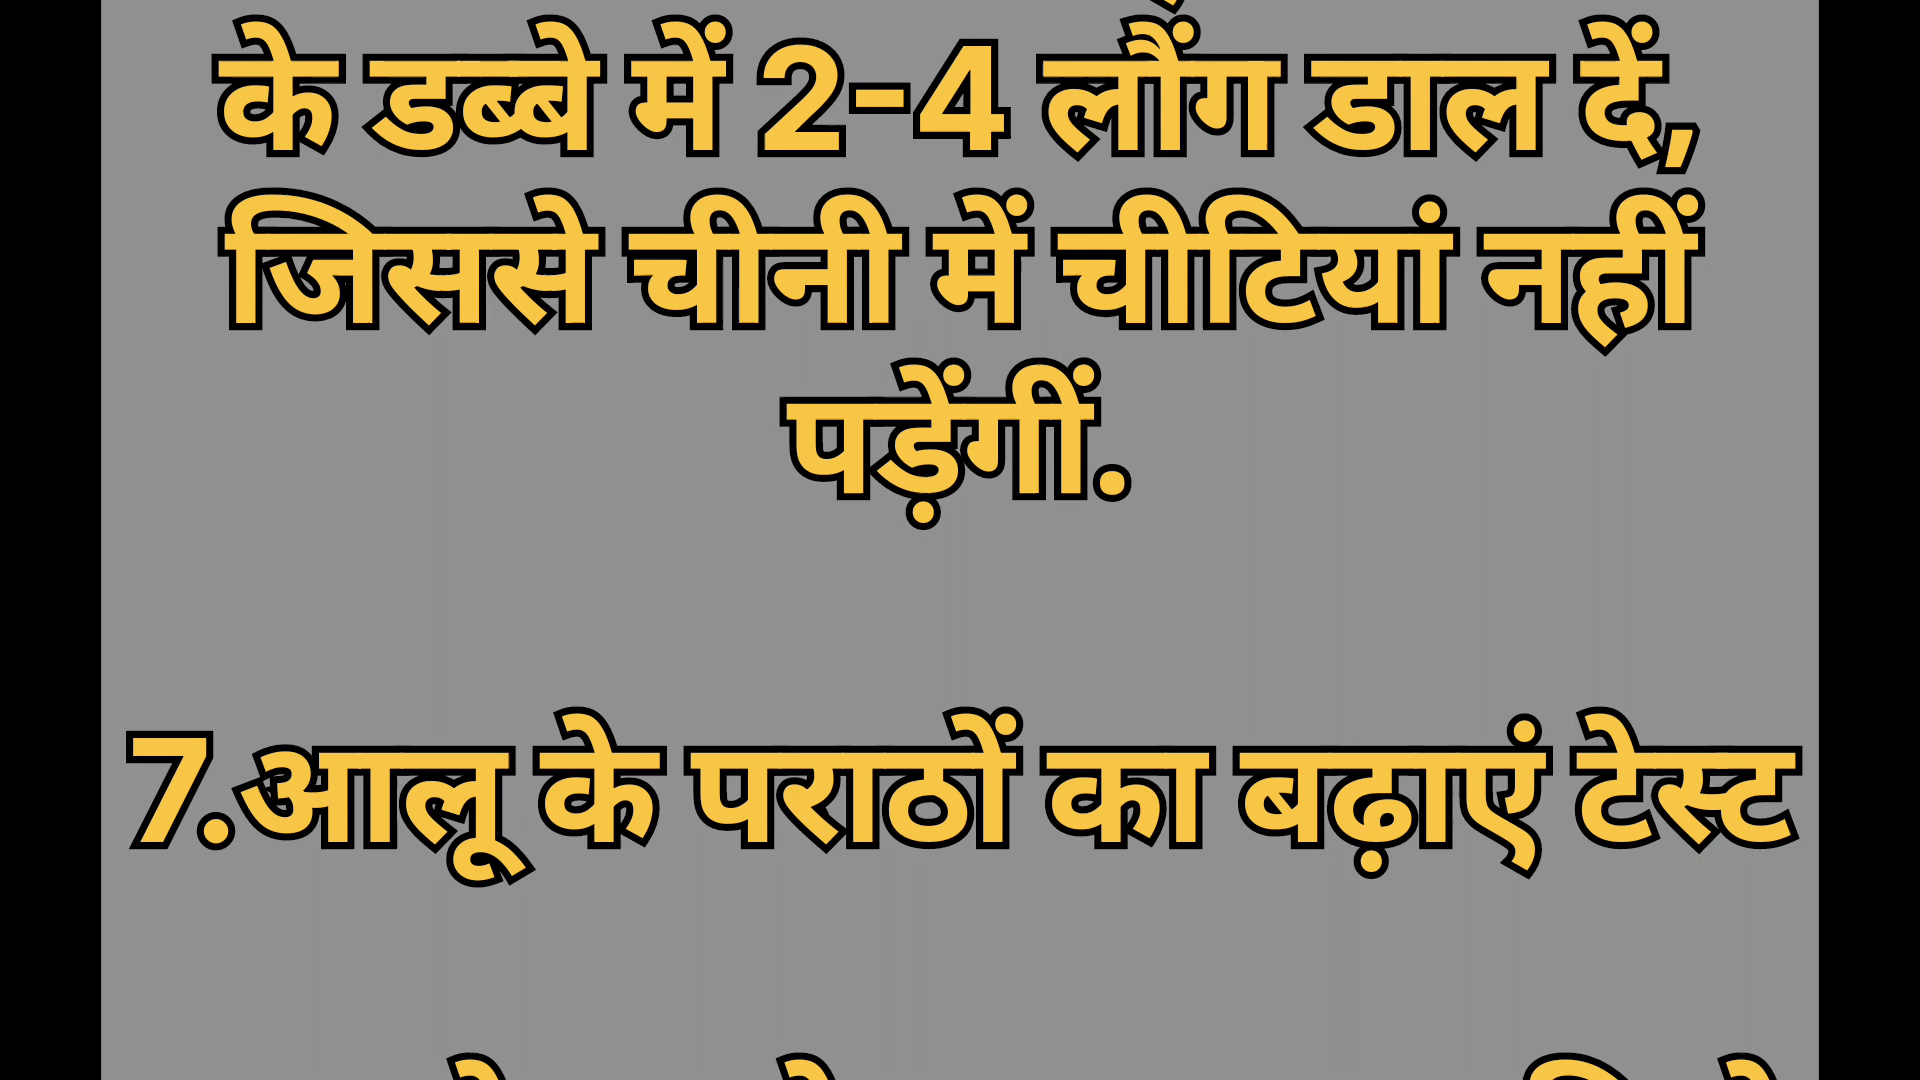 के डब्बे में 2-4 लौंग डाल दें,
जिससे चीनी में चीटियां नहीं
पड़ेंगीं.
7.आलू के पराठों का बढ़ाएं टेस्ट